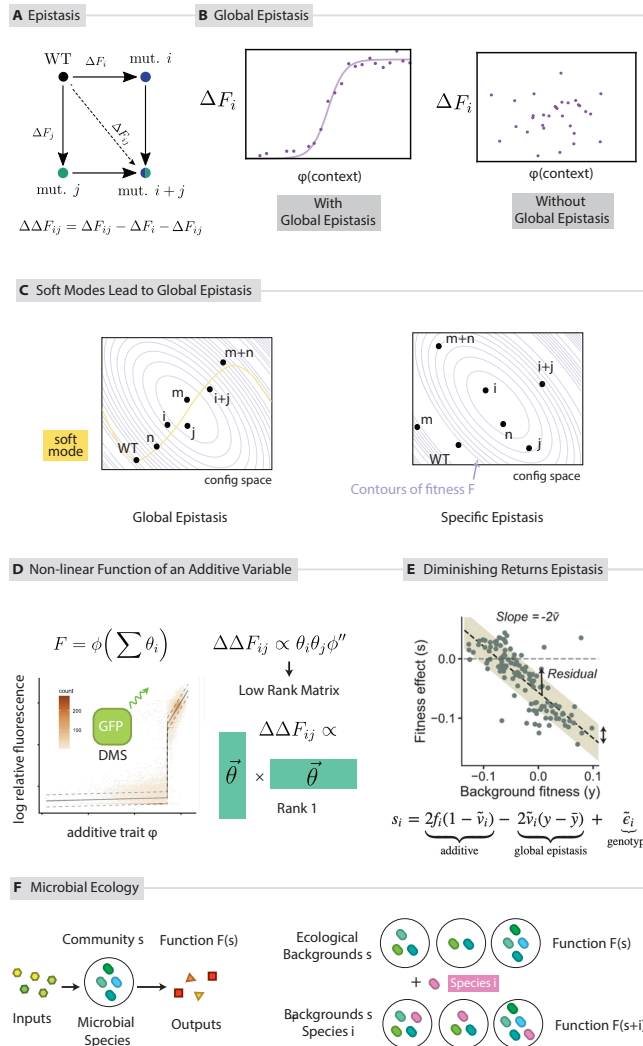 A Epistasis
WT
ΔF_i
mut. i
ΔF_j
ΔF_ij
mut. j
mut. i + j
ΔΔF_ij = ΔF_ij − ΔF_i − ΔF_ij
B Global Epistasis
ΔF_i
φ(context)
With
Global Epistasis
ΔF_i
φ(context)
Without
Global Epistasis
C Soft Modes Lead to Global Epistasis
m+n
m
i+j
i
j
n
WT
soft
mode
config space
Global Epistasis
m+n
i+j
i
m
n
j
WT
config space
Contours of fitness F
Specific Epistasis
D Non-linear Function of an Additive Variable
F = ϕ(∑ θ_i)
ΔΔF_ij ∝ θ_iθ_jϕ''
Low Rank Matrix
ΔΔF_ij ∝
θ⃗ × θ⃗
Rank 1
log relative fluorescence
count
200
100
GFP
DMS
additive trait φ
E Diminishing Returns Epistasis
Slope = -2ṽ
Fitness effect (s)
0.0
−0.1
Residual
−0.1
0.0
0.1
Background fitness (y)
s_i = 2f_i(1 − ṽ_i) − 2ṽ_i(y − ȳ) + ϵ̃_i
additive
global epistasis
genotyp
F Microbial Ecology
Community s
Function F(s)
Inputs
Microbial
Species
Outputs
Ecological
Backgrounds s
Function F(s)
+
Species i
Backgrounds s
Species i
Function F(s+i)